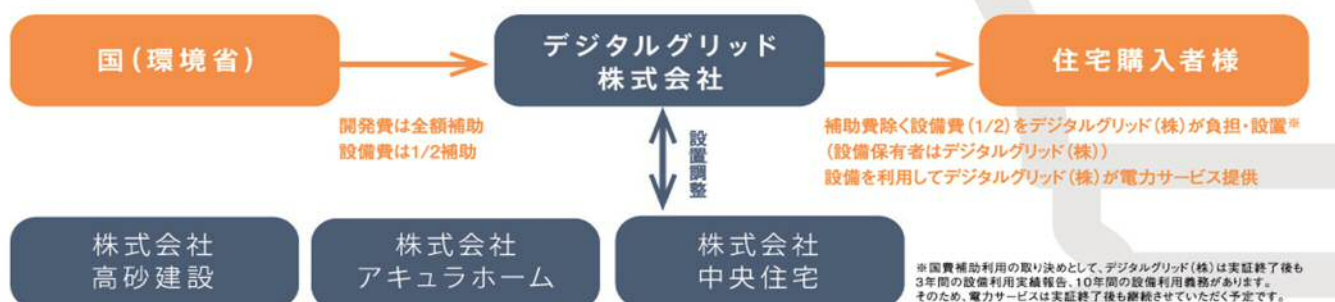 国(環境省)
デジタルグリッド
株式会社
住宅購入者様
開発費は全額補助
設備費は1/2補助
設置調整
補助費除く設備費(1/2)をデジタルグリッド(株)が負担・設置※
(設備保有者はデジタルグリッド(株))
設備を利用してデジタルグリッド(株)が電力サービス提供
株式会社
高砂建設
株式会社
アキュラホーム
株式会社
中央住宅
※国費補助利用の取り決めとして、デジタルグリッド(株)は実証終了後も
3年間の設備利用実績報告、10年間の設備利用義務があります。
そのため、電力サービスは実証終了後も継続させていただく予定です。